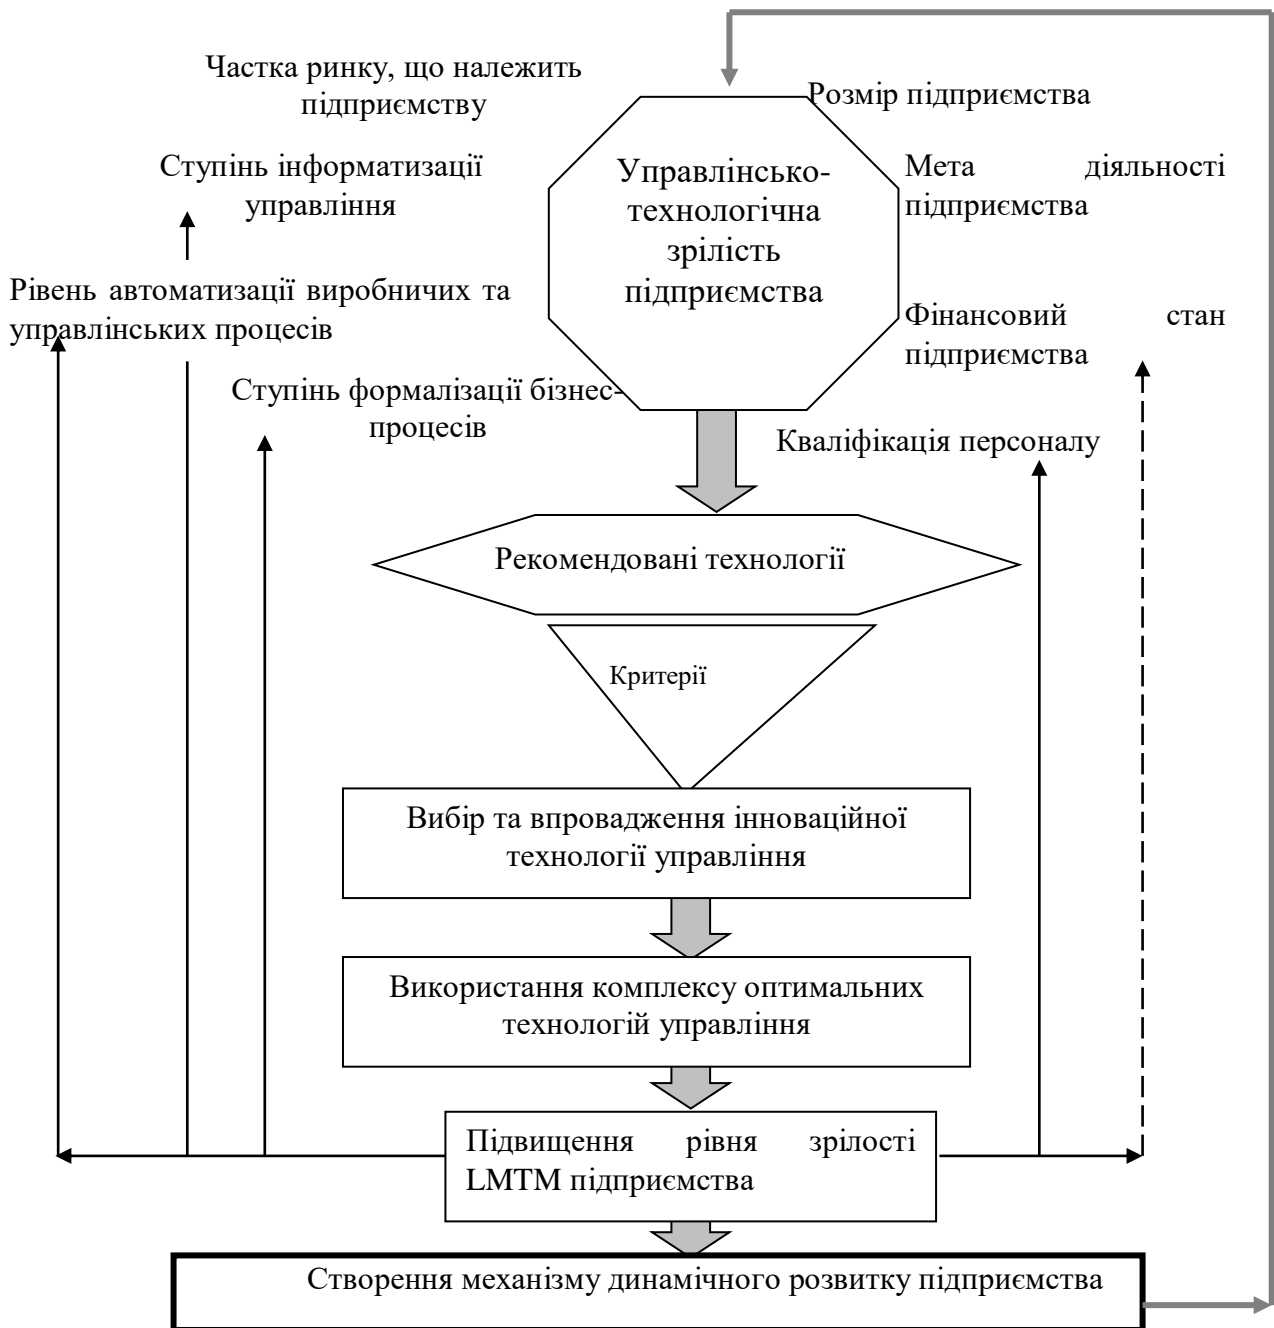 Частка ринку, що належить
підприємству
Розмір підприємства
Ступінь інформатизації
управління
Управлінсько-
технологічна
зрілість
підприємства
Мета діяльності
підприємства
Рівень автоматизації виробничих та
управлінських процесів
Фінансовий стан
підприємства
Ступінь формалізації бізнес-
процесів
Кваліфікація персоналу
Рекомендовані технології
Критерії
Вибір та впровадження інноваційної
технології управління
Використання комплексу оптимальних
технологій управління
Підвищення рівня зрілості
LMTM підприємства
Створення механізму динамічного розвитку підприємства